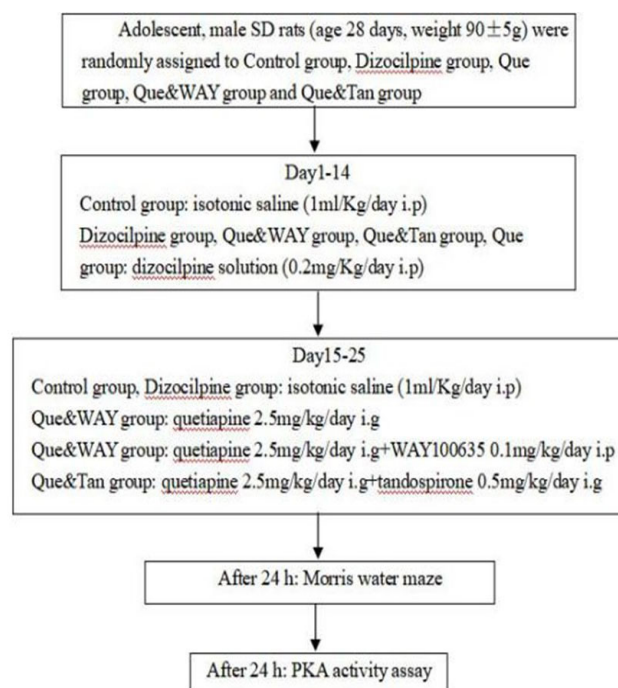 Adolescent, male SD rats (age 28 days, weight 90±5g) were
randomly assigned to Control group, Dizocilpine group, Que
group, Que&WAY group and Que&Tan group
Day1-14
Control group: isotonic saline (1ml/Kg/day i.p)
Dizocilpine group, Que&WAY group, Que&Tan group, Que
group: dizocilpine solution (0.2mg/Kg/day i.p)
Day15-25
Control group, Dizocilpine group: isotonic saline (1ml/Kg/day i.p)
Que&WAY group: quetiapine 2.5mg/kg/day i.g
Que&WAY group: quetiapine 2.5mg/kg/day i.g+WAY100635 0.1mg/kg/day i.p
Que&Tan group: quetiapine 2.5mg/kg/day i.g+tandospirone 0.5mg/kg/day i.g
After 24 h: Morris water maze
After 24 h: PKA activity assay